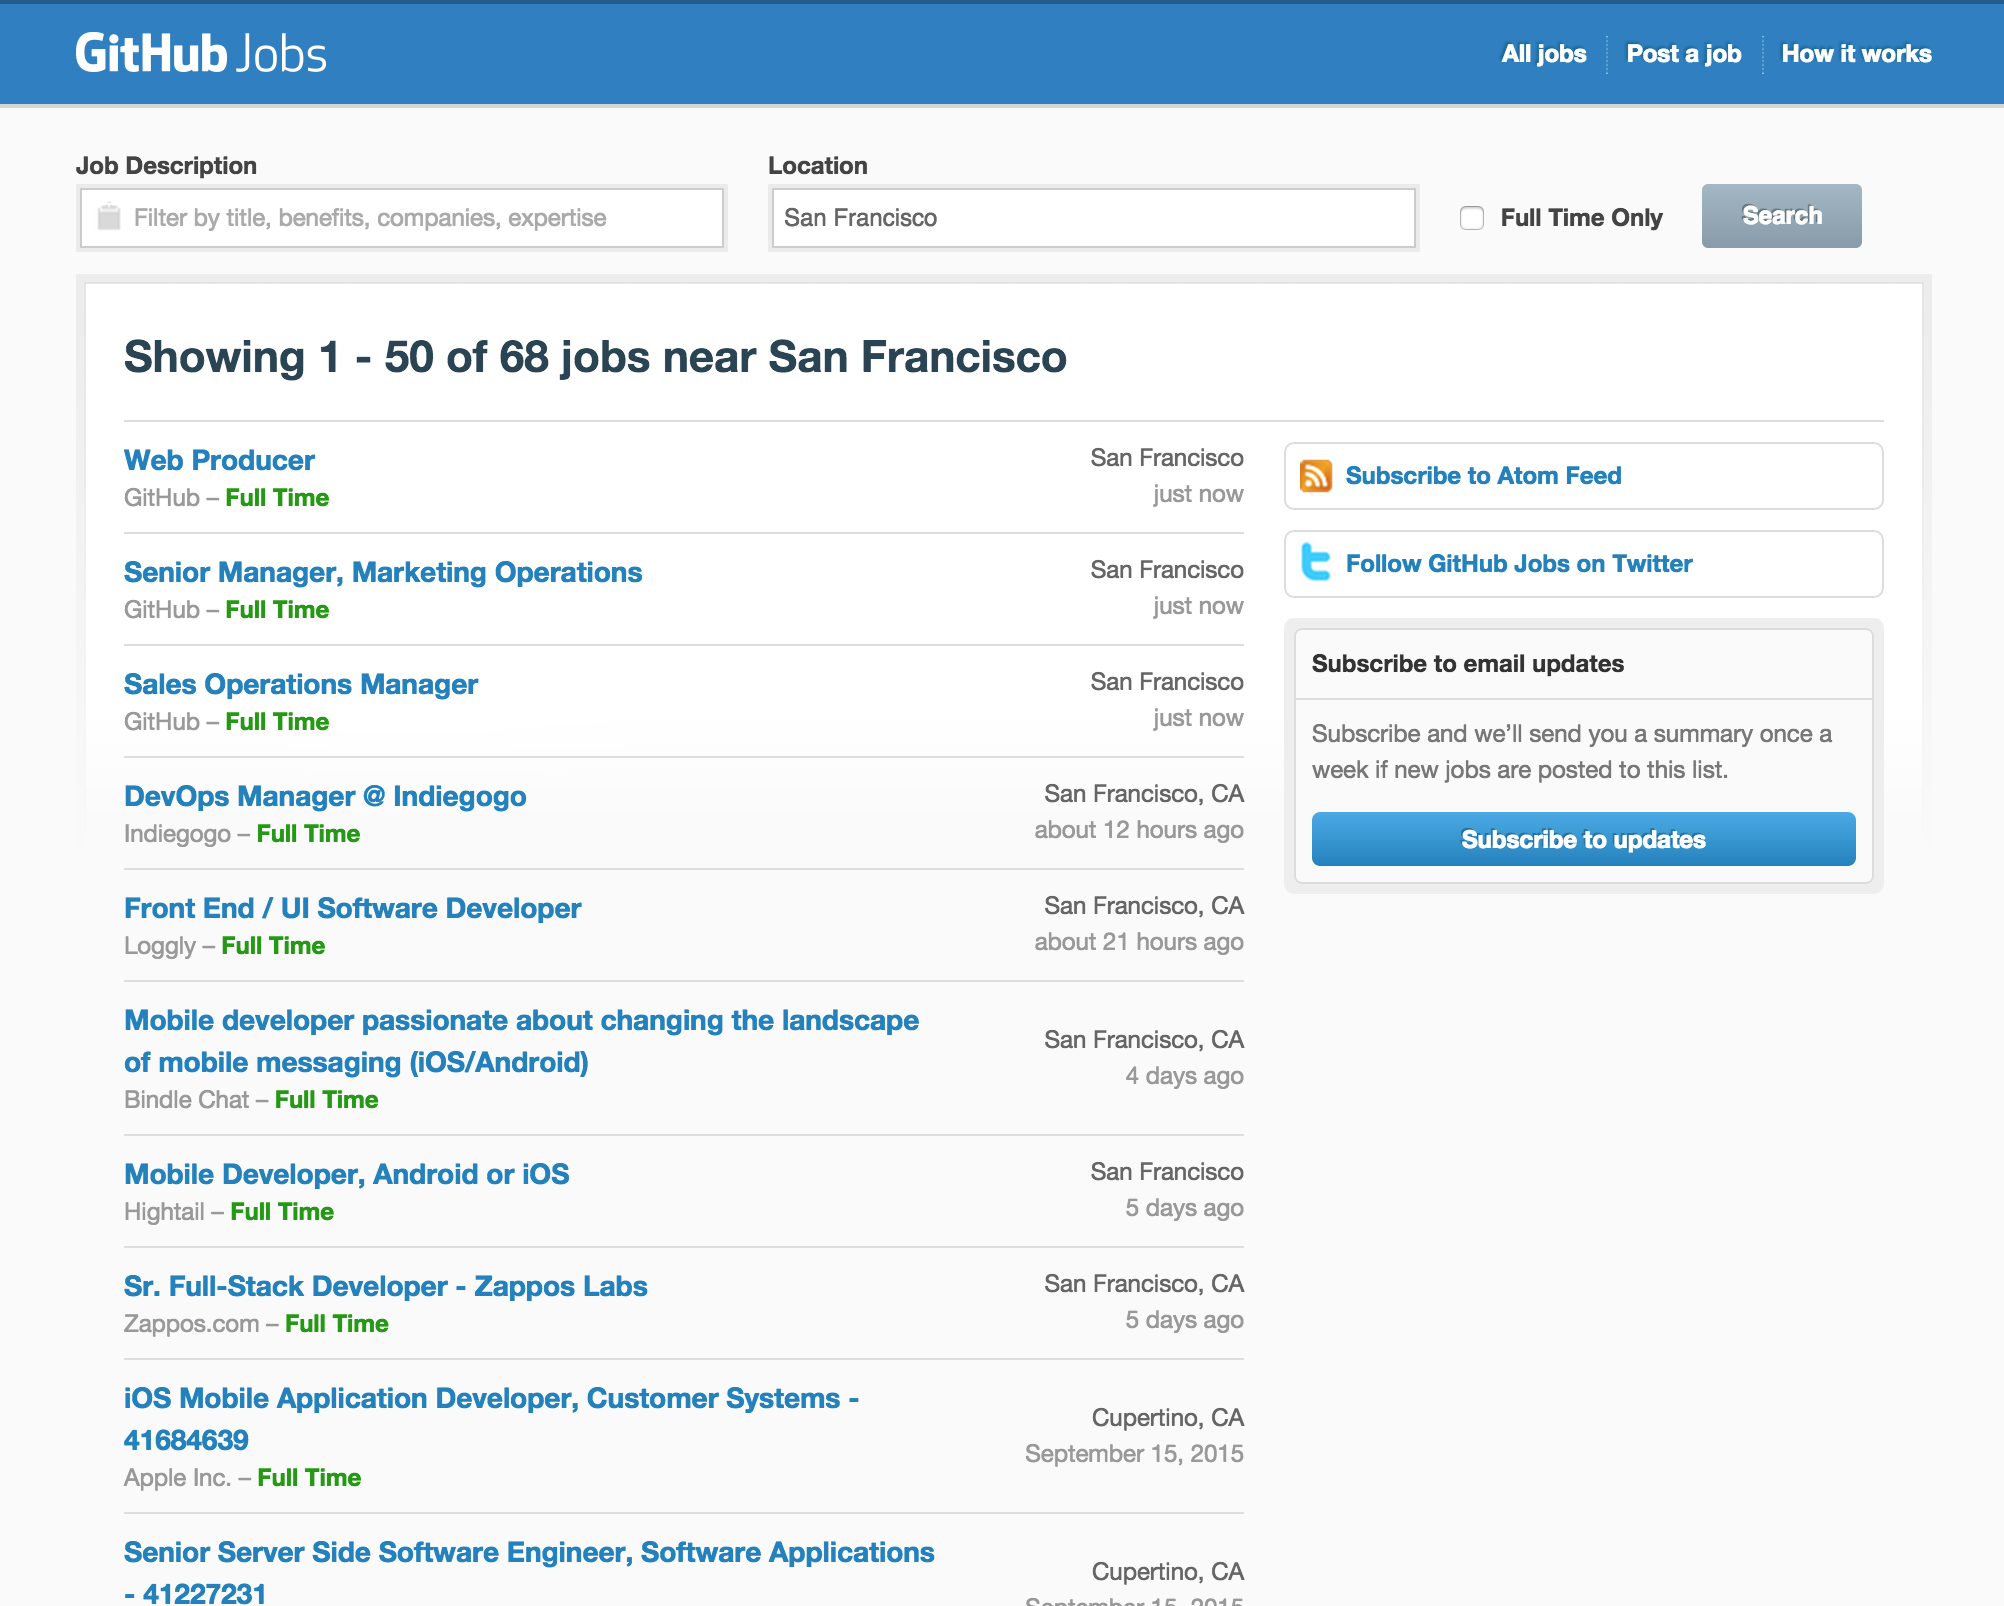 GitHub Jobs
All jobs
Post a job
How it works
Job Description
Location
Filter by title, benefits, companies, expertise
San Francisco
Full Time Only
Search
Showing 1 - 50 of 68 jobs near San Francisco
Web Producer
GitHub – Full Time
San Francisco
just now
Senior Manager, Marketing Operations
GitHub – Full Time
San Francisco
just now
Sales Operations Manager
GitHub – Full Time
San Francisco
just now
DevOps Manager @ Indiegogo
Indiegogo – Full Time
San Francisco, CA
about 12 hours ago
Front End / UI Software Developer
Loggly – Full Time
San Francisco, CA
about 21 hours ago
Mobile developer passionate about changing the landscape
of mobile messaging (iOS/Android)
Bindle Chat – Full Time
San Francisco, CA
4 days ago
Mobile Developer, Android or iOS
Hightail – Full Time
San Francisco
5 days ago
Sr. Full-Stack Developer - Zappos Labs
Zappos.com – Full Time
San Francisco, CA
5 days ago
iOS Mobile Application Developer, Customer Systems -
41684639
Apple Inc. – Full Time
Cupertino, CA
September 15, 2015
Senior Server Side Software Engineer, Software Applications
- 41227231
Cupertino, CA
September 15, 2015
Subscribe to Atom Feed
Follow GitHub Jobs on Twitter
Subscribe to email updates
Subscribe and we’ll send you a summary once a
week if new jobs are posted to this list.
Subscribe to updates